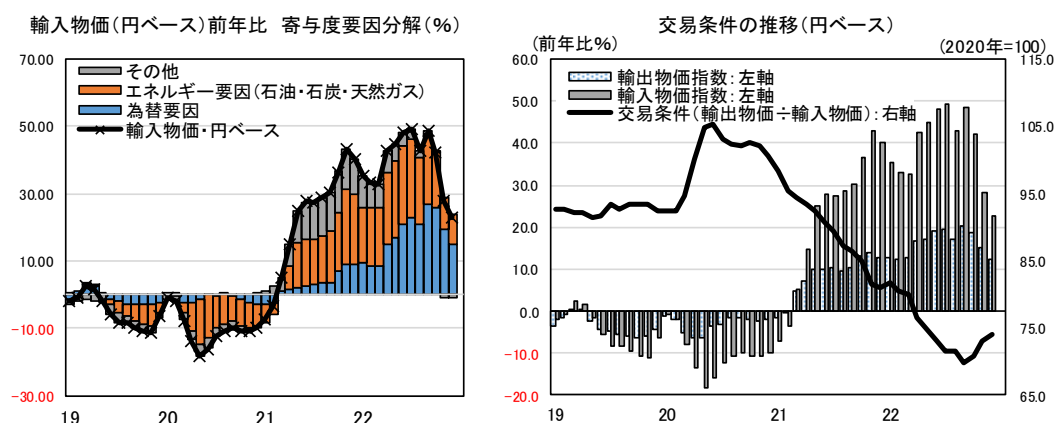 輸入物価(円ベース)前年比 寄与度要因分解(%)
70.00
50.00
30.00
10.00
-10.00
-30.00
その他
エネルギー要因(石油・石炭・天然ガス)
為替要因
輸入物価・円ベース
19
20
21
22
交易条件の推移(円ベース)
(前年比%)
(2020年=100)
60.0
50.0
40.0
30.0
20.0
10.0
0.0
-10.0
-20.0
輸出物価指数:左軸
輸入物価指数:左軸
交易条件(輸出物価÷輸入物価):右軸
115.0
105.0
95.0
85.0
75.0
65.0
19
20
21
22